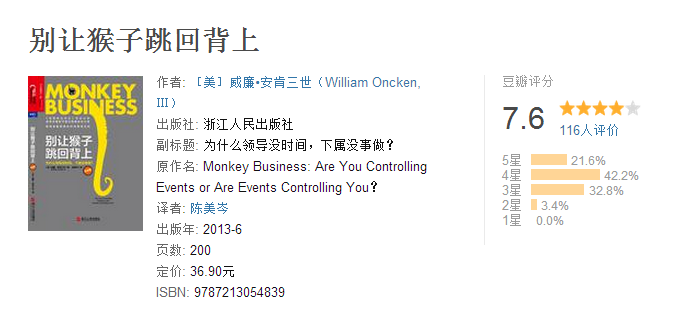 别让猴子跳回背上
MONKEY
BUSINESS
别让猴子
跳回背上
作者: [美] 威廉•安肯三世（William Oncken,
III）
出版社: 浙江人民出版社
副标题: 为什么领导没时间，下属没事做？
原作名: Monkey Business: Are You Controlling
Events or Are Events Controlling You？
译者: 陈美岑
出版年: 2013-6
页数: 200
定价: 36.90元
ISBN: 9787213054839
豆瓣评分
7.6
116人评价
5星 21.6%
4星 42.2%
3星 32.8%
2星 3.4%
1星 0.0%